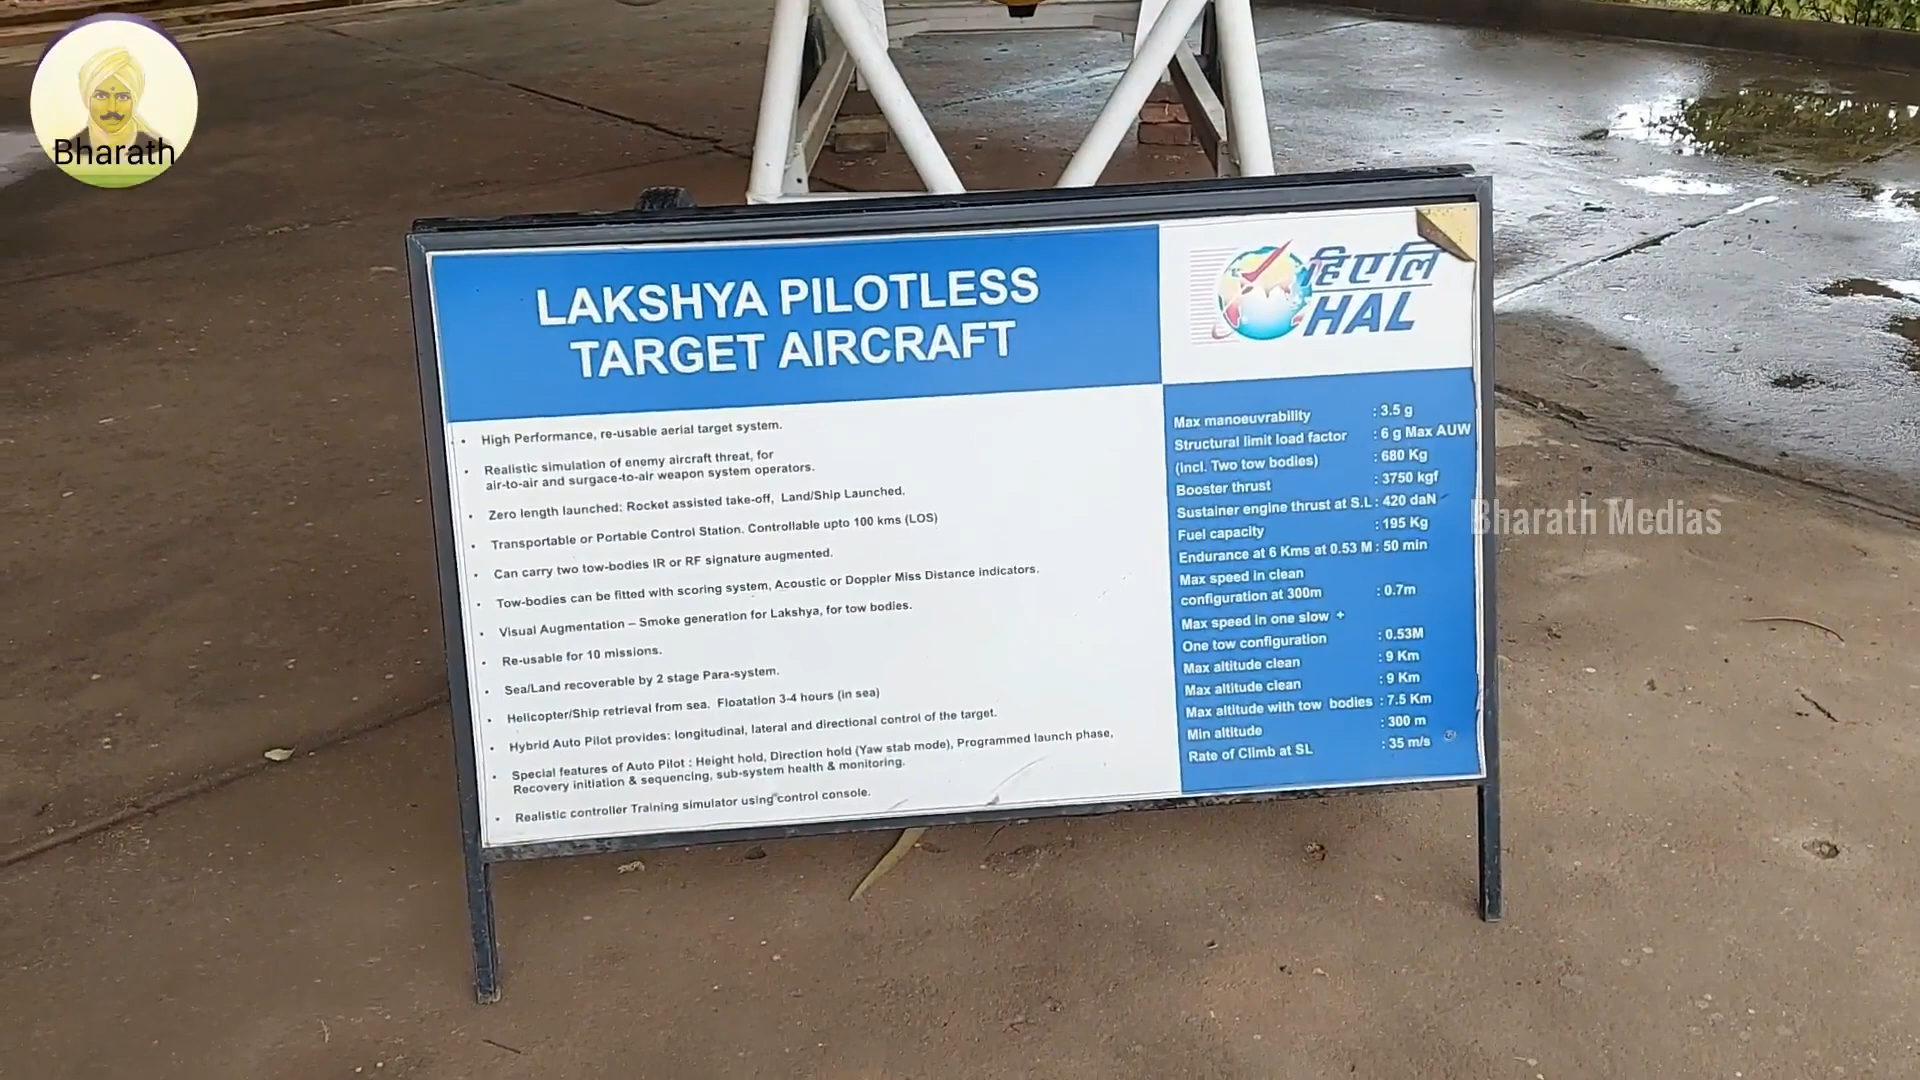 Bharath
LAKSHYA PILOTLESS
TARGET AIRCRAFT
हिएलि
HAL
• High Performance, re-usable aerial target system.
• Realistic simulation of enemy aircraft threat, for
air-to-air and surgace-to-air weapon system operators.
• Zero length launched: Rocket assisted take-off, Land/Ship Launched.
• Transportable or Portable Control Station. Controllable upto 100 kms (LOS)
• Can carry two tow-bodies IR or RF signature augmented.
• Tow-bodies can be fitted with scoring system, Acoustic or Doppler Miss Distance indicators.
• Visual Augmentation – Smoke generation for Lakshya, for tow bodies.
• Re-usable for 10 missions.
• Sea/Land recoverable by 2 stage Para-system.
• Helicopter/Ship retrieval from sea. Floatation 3-4 hours (in sea)
• Hybrid Auto Pilot provides: longitudinal, lateral and directional control of the target.
• Special features of Auto Pilot : Height hold, Direction hold (Yaw stab mode), Programmed launch phase,
Recovery initiation & sequencing, sub-system health & monitoring.
• Realistic controller Training simulator using control console.
Max manoeuvrability : 3.5 g
Structural limit load factor : 6 g Max AUW
(Incl. Two tow bodies) : 680 Kg
Booster thrust : 3750 kgf
Sustainer engine thrust at S.L : 420 daN
Fuel capacity : 195 Kg
Endurance at 6 Kms at 0.53 M : 50 min
Max speed in clean
configuration at 300m : 0.7m
Max speed in one slow +
One tow configuration : 0.53M
Max altitude clean : 9 Km
Max altitude clean : 9 Km
Max altitude with tow bodies : 7.5 Km
Min altitude : 300 m
Rate of Climb at SL : 35 m/s
Bharath Medias